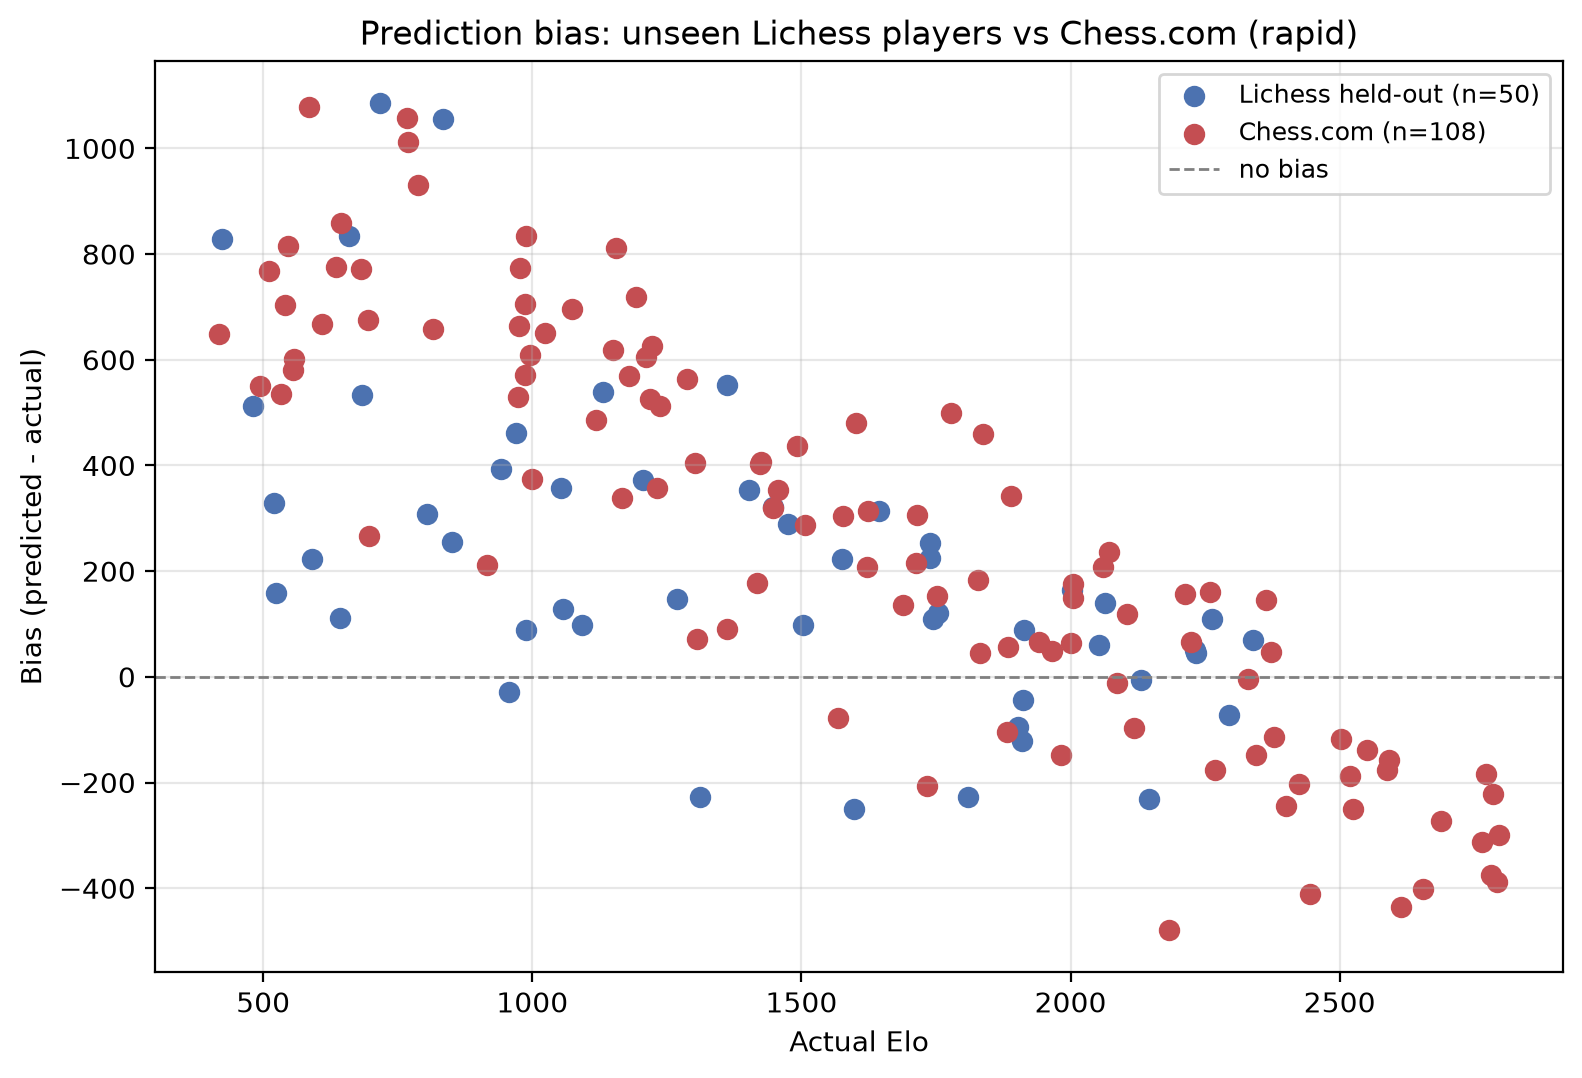 Prediction bias: unseen Lichess players vs Chess.com (rapid)
Lichess held-out (n=50)
Chess.com (n=108)
no bias
Bias (predicted - actual)
1000
800
600
400
200
0
−200
−400
500 1000 1500 2000 2500
Actual Elo